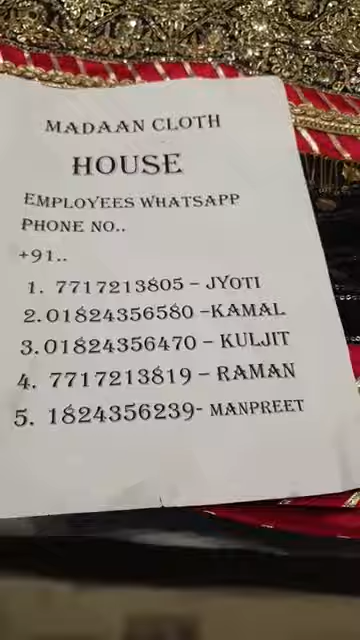 MADAAN CLOTH
HOUSE
EMPLOYEES WHATSAPP
PHONE NO..
+91..
1. 7717213805 – JYOTI
2.01824356580 –KAMAL
3.01824356470 – KULJIT
4. 7717213819 – RAMAN
5. 1824356239- MANPREET